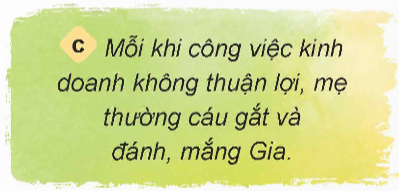 C Mỗi khi công việc kinh
doanh không thuận lợi, mẹ
thường cáu gắt và
đánh, mắng Gia.